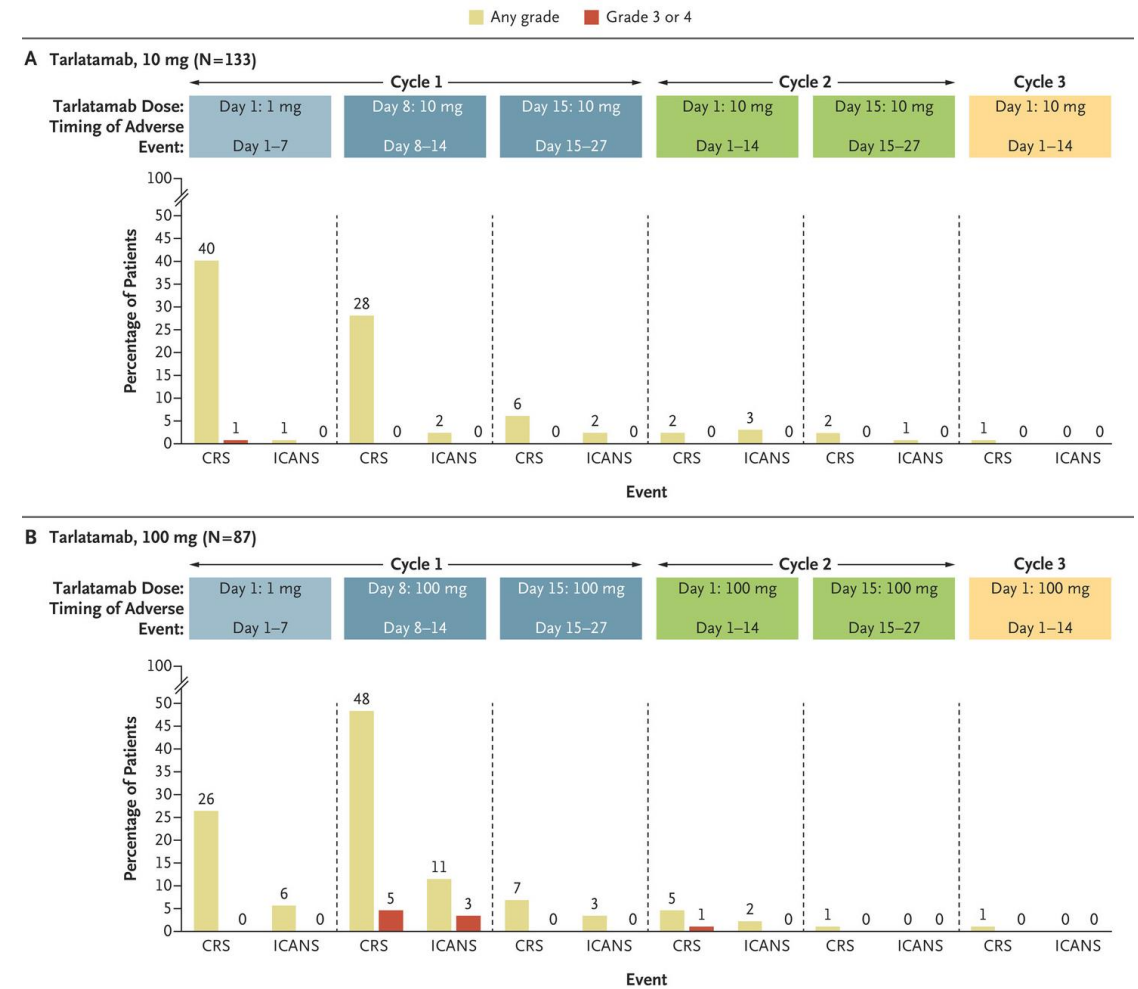 Any grade Grade 3 or 4
A Tarlatamab, 10 mg (N=133)
Cycle 1 Cycle 2 Cycle 3
Tarlatamab Dose: Day 1: 1 mg Day 8: 10 mg Day 15: 10 mg Day 1: 10 mg Day 15: 10 mg Day 1: 10 mg
Timing of Adverse
Event: Day 1–7 Day 8–14 Day 15–27 Day 1–14 Day 15–27 Day 1–14
Percentage of Patients
100
50
45
40
35
30
25
20
15
10
5
0
40 1 1 0 28 0 2 0 6 0 2 0 2 0 3 0 2 0 1 0 1 0 0 0
CRS ICANS CRS ICANS CRS ICANS CRS ICANS CRS ICANS CRS ICANS
Event
B Tarlatamab, 100 mg (N=87)
Cycle 1 Cycle 2 Cycle 3
Tarlatamab Dose: Day 1: 1 mg Day 8: 100 mg Day 15: 100 mg Day 1: 100 mg Day 15: 100 mg Day 1: 100 mg
Timing of Adverse
Event: Day 1–7 Day 8–14 Day 15–27 Day 1–14 Day 15–27 Day 1–14
Percentage of Patients
100
50
45
40
35
30
25
20
15
10
5
0
26 0 6 0 48 5 11 3 7 0 3 0 5 1 2 0 1 0 0 0 1 0 0 0
CRS ICANS CRS ICANS CRS ICANS CRS ICANS CRS ICANS CRS ICANS
Event